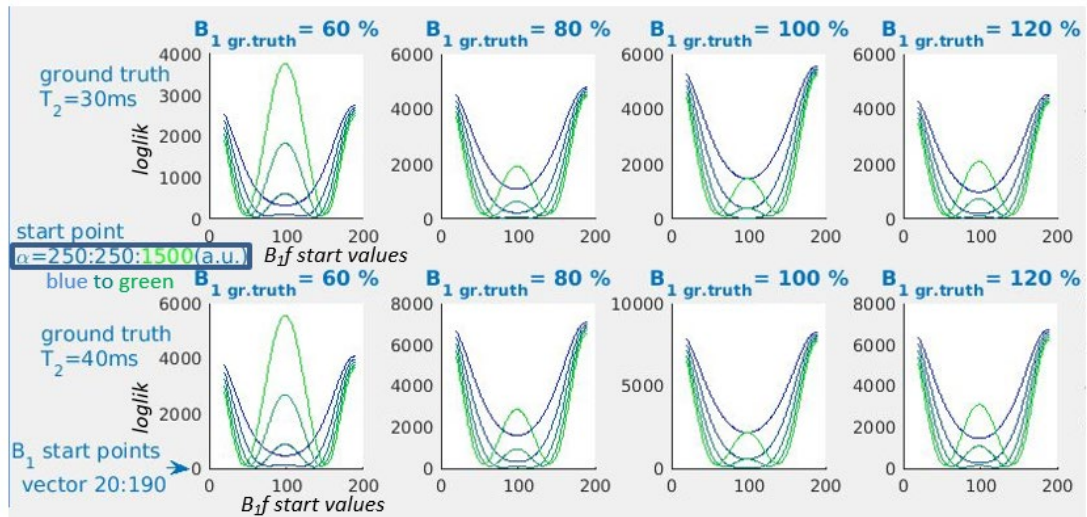 B1 gr.truth = 60 %
B1 gr.truth = 80 %
B1 gr.truth = 100 %
B1 gr.truth = 120 %
ground truth
T2=30ms
loglik
4000
3000
2000
1000
0
0 100 200
6000
4000
2000
0
0 100 200
6000
4000
2000
0
0 100 200
6000
4000
2000
0
0 100 200
start point
α=250:250:1500(a.u.)
blue to green
B1f start values
B1 gr.truth = 60 %
B1 gr.truth = 80 %
B1 gr.truth = 100 %
B1 gr.truth = 120 %
ground truth
T2=40ms
loglik
6000
4000
2000
0
0 100 200
8000
6000
4000
2000
0
0 100 200
10000
5000
0
0 100 200
8000
6000
4000
2000
0
0 100 200
B1 start points
vector 20:190
B1f start values